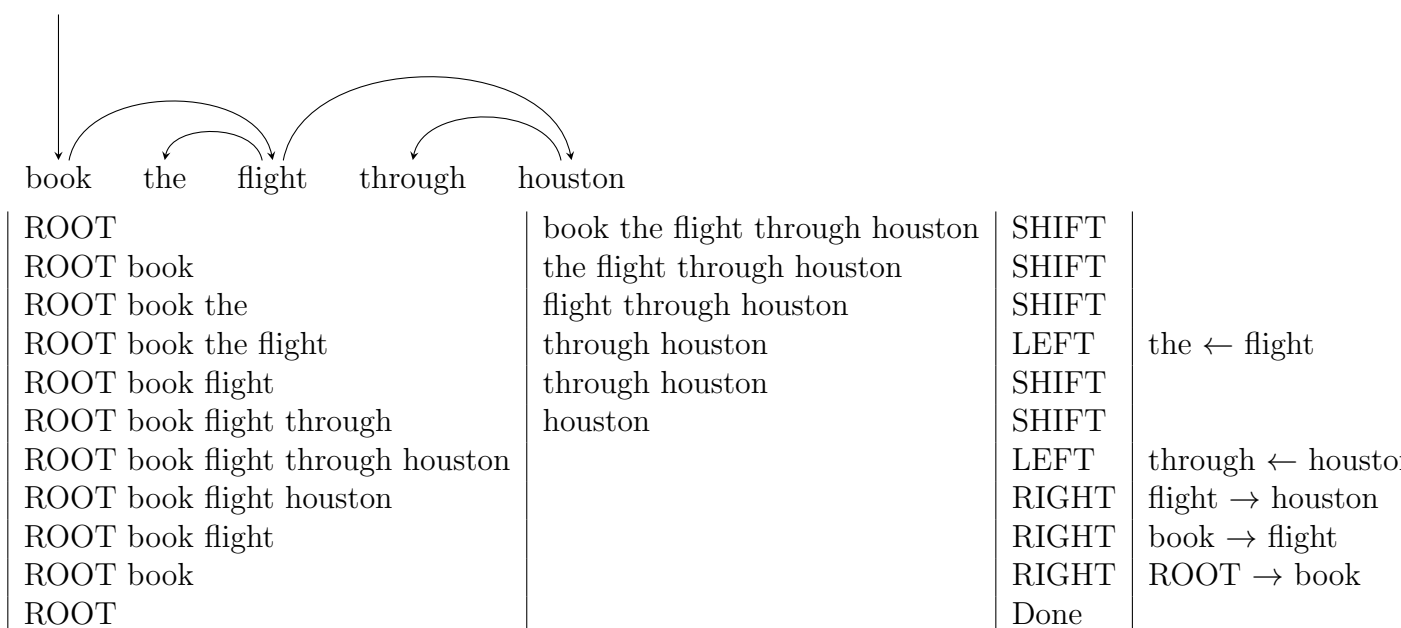 book the flight through houston
ROOT book the flight through houston SHIFT
ROOT book the flight through houston SHIFT
ROOT book the flight through houston SHIFT
ROOT book the flight through houston LEFT the ← flight
ROOT book flight through houston SHIFT
ROOT book flight through houston SHIFT
ROOT book flight through houston LEFT through ← houston
ROOT book flight houston RIGHT flight → houston
ROOT book flight RIGHT book → flight
ROOT book RIGHT ROOT → book
ROOT Done